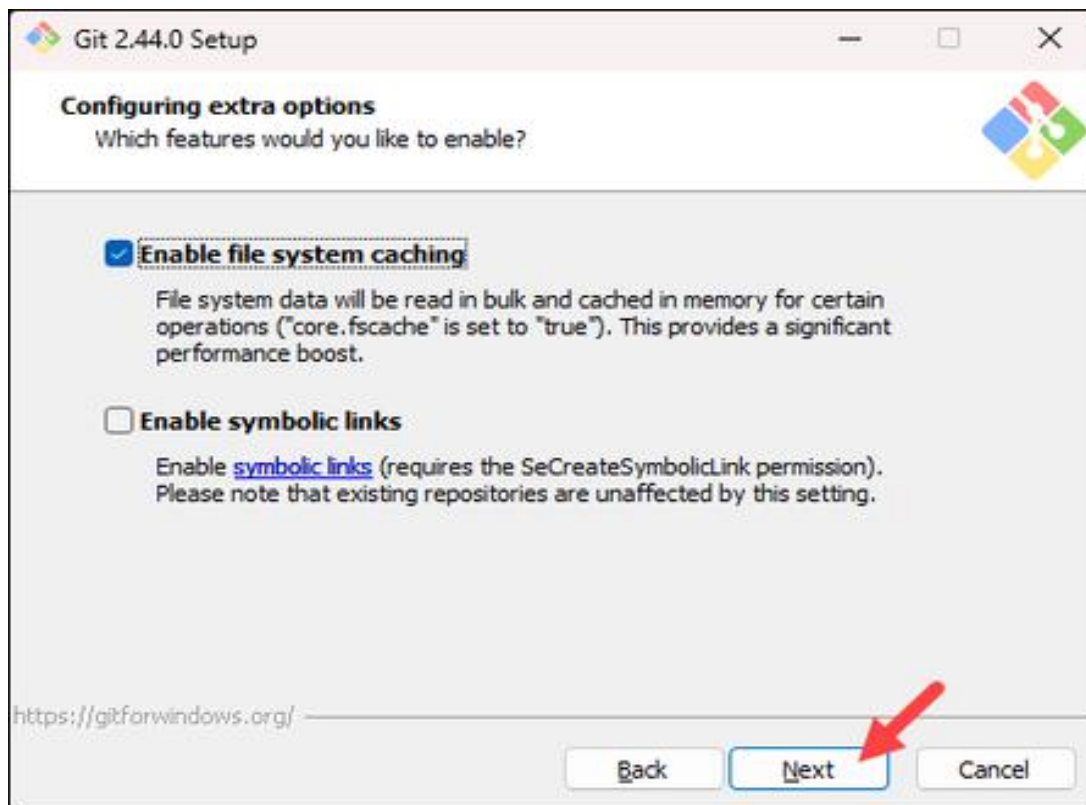 Git 2.44.0 Setup
Configuring extra options
Which features would you like to enable?
Enable file system caching
File system data will be read in bulk and cached in memory for certain
operations ("core.fscache" is set to "true"). This provides a significant
performance boost.
Enable symbolic links
Enable symbolic links (requires the SeCreateSymbolicLink permission).
Please note that existing repositories are unaffected by this setting.
https://gitforwindows.org/
Back Next Cancel